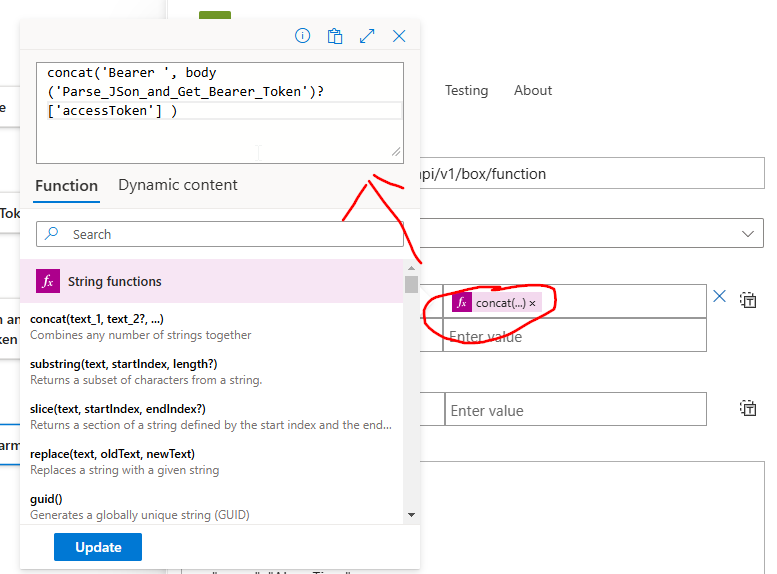 concat('Bearer ', body
('Parse_JSon_and_Get_Bearer_Token')?
['accessToken'] )
Function
Dynamic content
Search
fx
String functions
concat(text_1, text_2?, ...)
Combines any number of strings together
substring(text, startIndex, length?)
Returns a subset of characters from a string.
slice(text, startIndex, endIndex?)
Returns a section of a string defined by the start index and the end...
replace(text, oldText, newText)
Replaces a string with a given string
guid()
Generates a globally unique string (GUID)
Update
Testing
About
api/v1/box/function
fx concat(...) ×
Enter value
Enter value